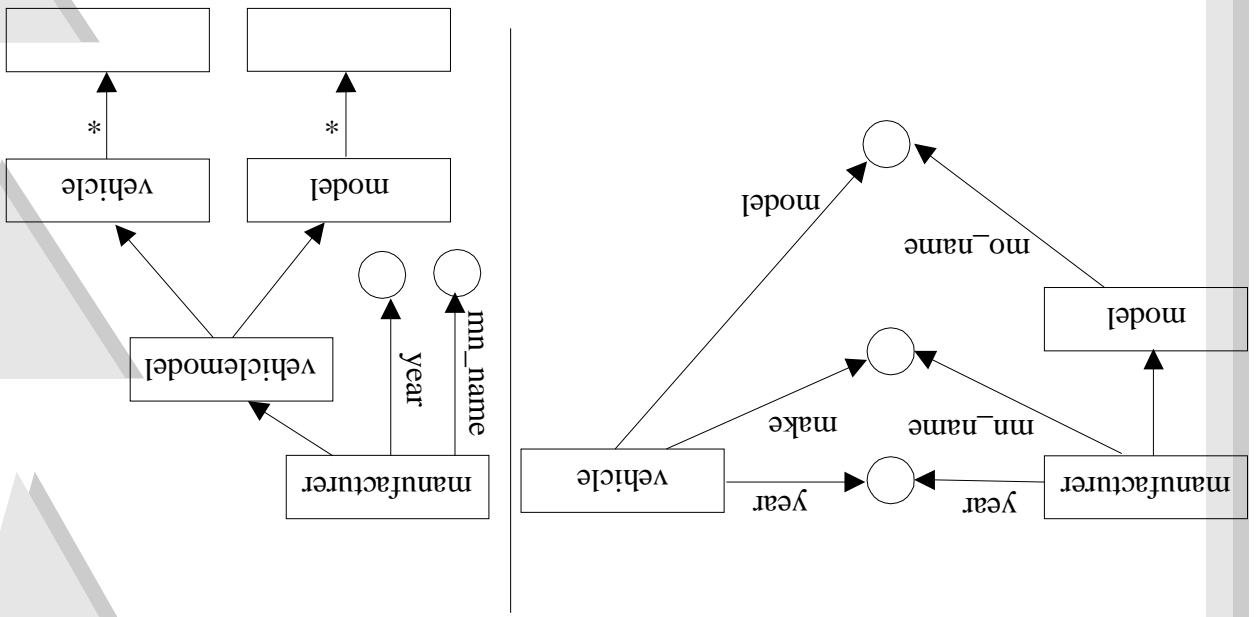 manufacturer
year
year
vehicle
mn_name
make
model
mo_name
model
manufacturer
mn_name
year
vehiclemodel
model
vehicle
*
*